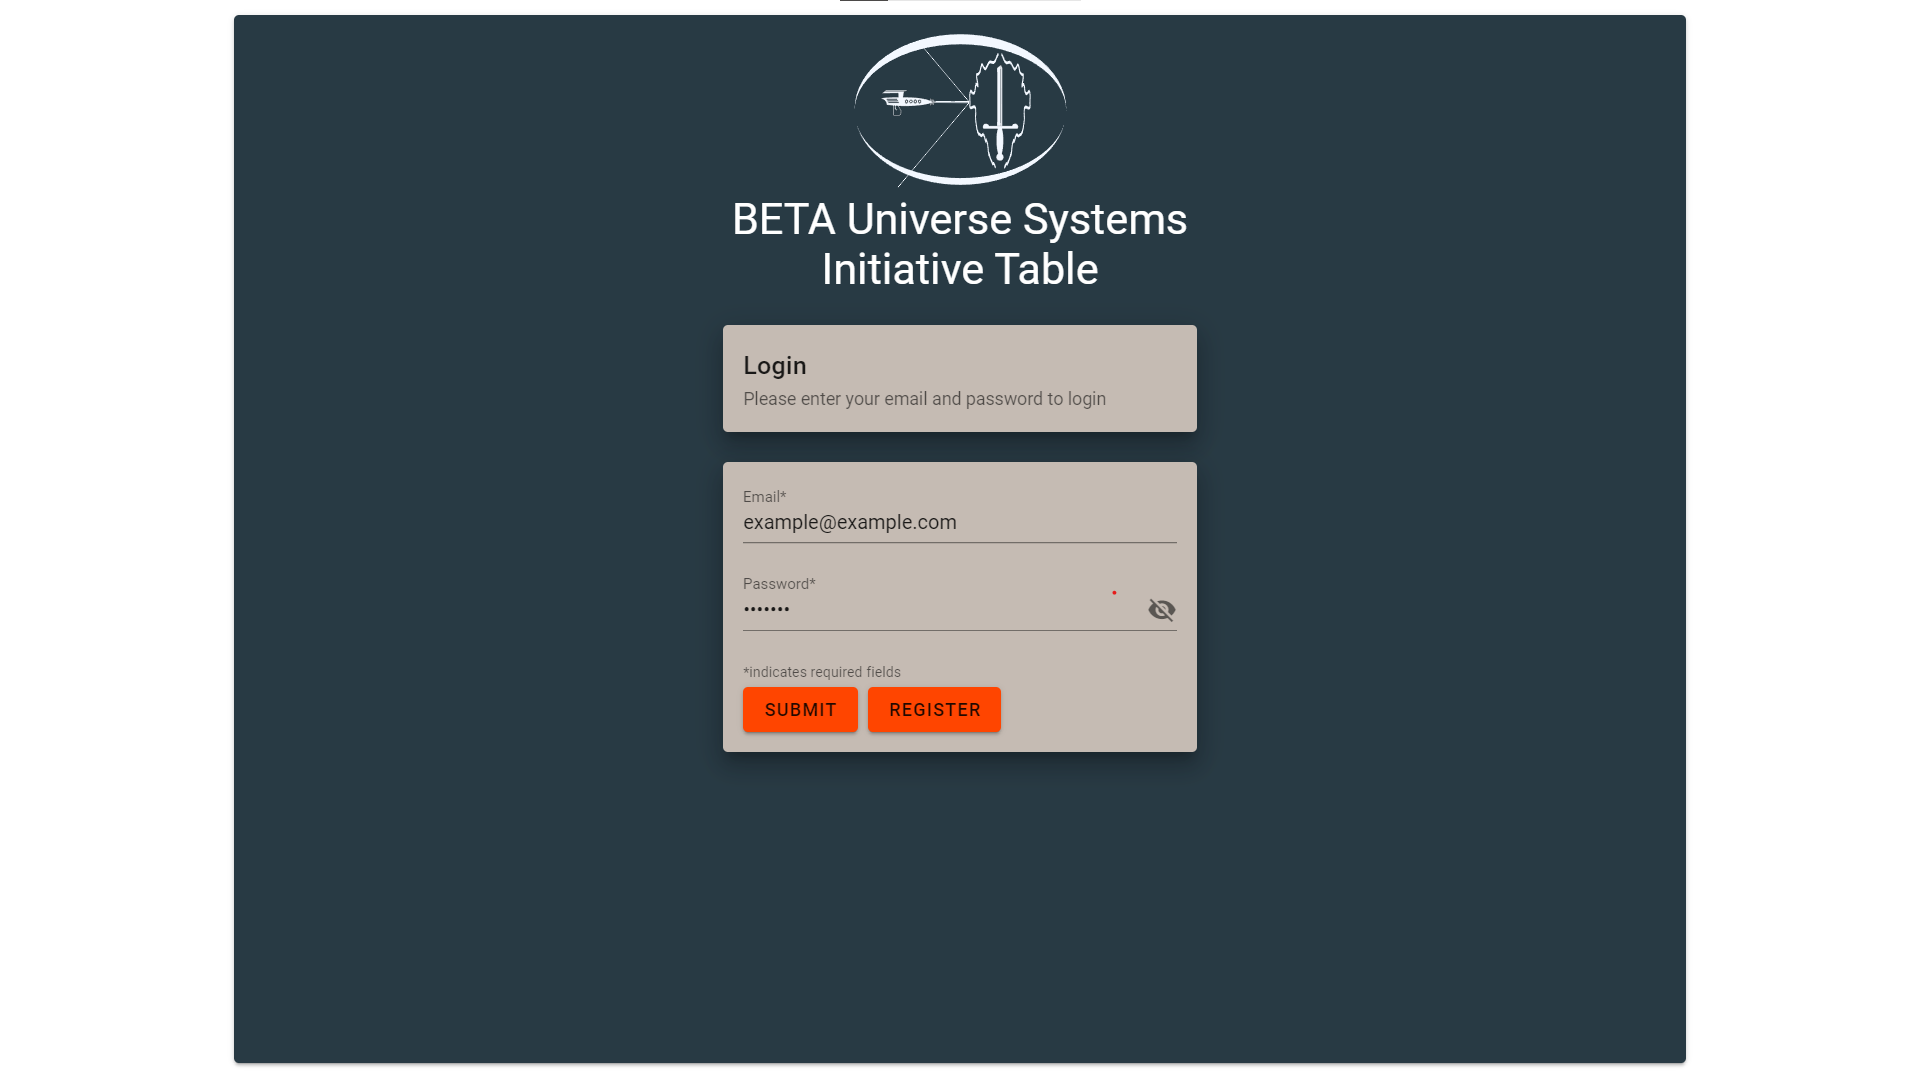 BETA Universe Systems
Initiative Table
Login
Please enter your email and password to login
Email*
example@example.com
Password*
•••••••
*indicates required fields
SUBMIT REGISTER